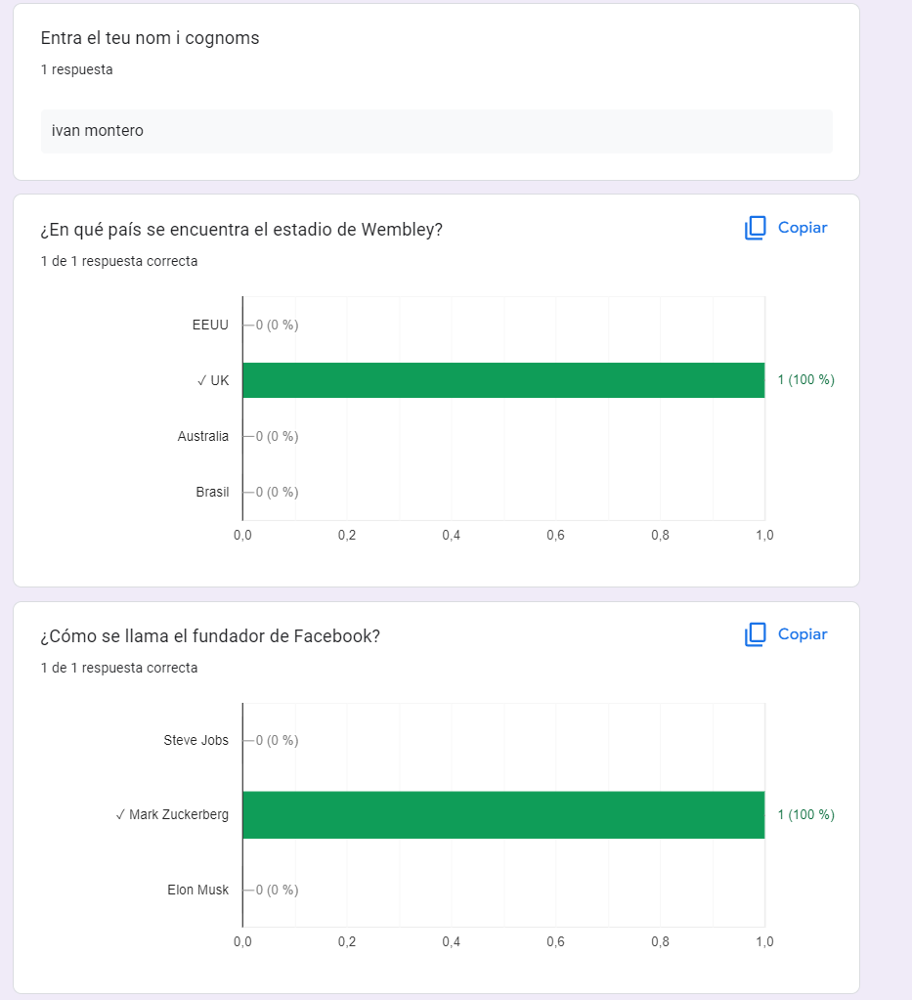 Entra el teu nom i cognoms
1 respuesta
ivan montero
¿En qué país se encuentra el estadio de Wembley?
Copiar
1 de 1 respuesta correcta
EEUU 0 (0 %)
✓ UK 1 (100 %)
Australia 0 (0 %)
Brasil 0 (0 %)
0,0 0,2 0,4 0,6 0,8 1,0
¿Cómo se llama el fundador de Facebook?
Copiar
1 de 1 respuesta correcta
Steve Jobs 0 (0 %)
✓ Mark Zuckerberg 1 (100 %)
Elon Musk 0 (0 %)
0,0 0,2 0,4 0,6 0,8 1,0